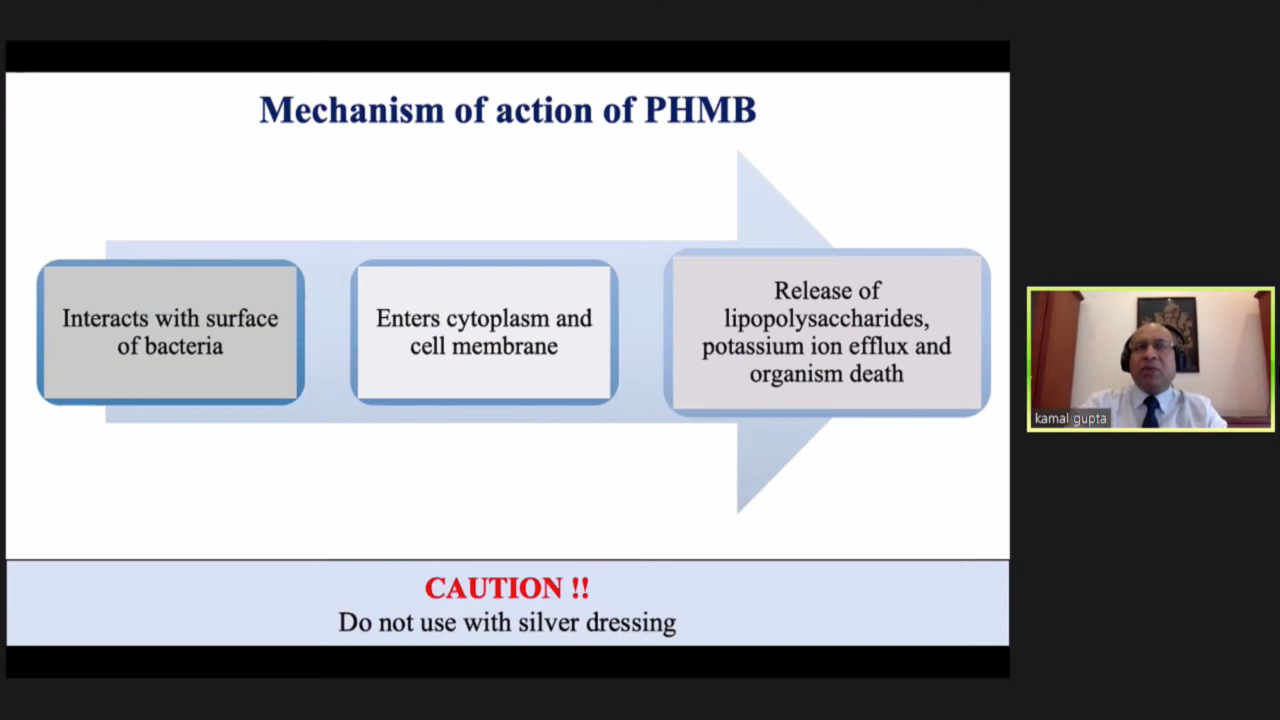 Mechanism of action of PHMB
Interacts with surface
of bacteria
Enters cytoplasm and
cell membrane
Release of
lipopolysaccharides,
potassium ion efflux and
organism death
CAUTION !!
Do not use with silver dressing
kamal gupta